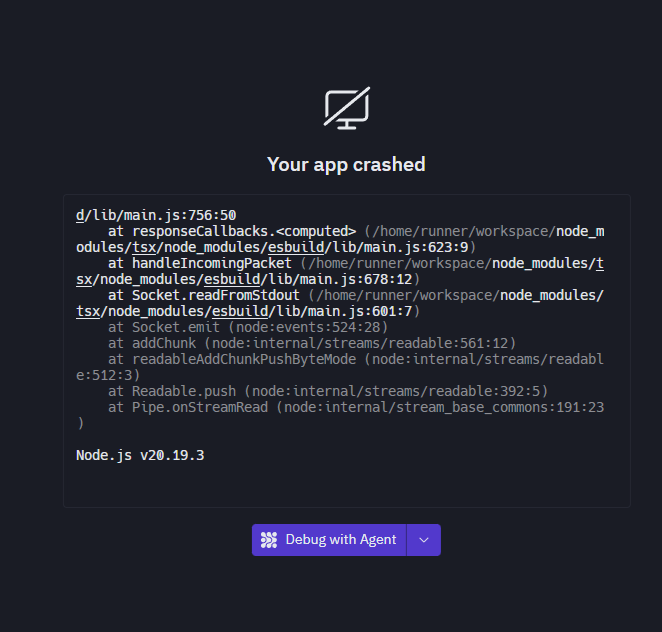 Your app crashed
d/lib/main.js:756:50
    at responseCallbacks.<computed> (/home/runner/workspace/node_m
odules/tsx/node_modules/esbuild/lib/main.js:623:9)
    at handleIncomingPacket (/home/runner/workspace/node_modules/t
sx/node_modules/esbuild/lib/main.js:678:12)
    at Socket.readFromStdout (/home/runner/workspace/node_modules/
tsx/node_modules/esbuild/lib/main.js:601:7)
    at Socket.emit (node:events:524:28)
    at addChunk (node:internal/streams/readable:561:12)
    at readableAddChunkPushByteMode (node:internal/streams/readabl
e:512:3)
    at Readable.push (node:internal/streams/readable:392:5)
    at Pipe.onStreamRead (node:internal/stream_base_commons:191:23
)
Node.js v20.19.3
Debug with Agent